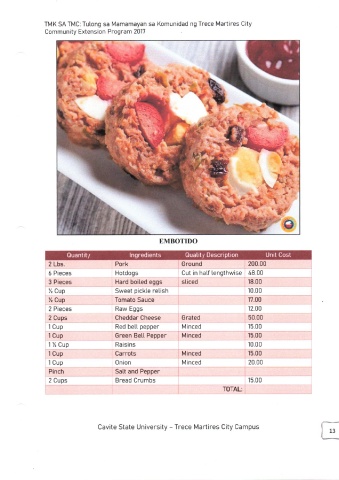 TMK SA TMC: Tulong sa Mamamayan sa Komunidad ng Trece Martires City
Community Extension Program 2017
EMBOTIDO
Quantity Ingredients Quality Description Unit Cost
2 Lbs. Pork Ground 200.00
6 Pieces Hotdogs Cut in half lengthwise 48.00
3 Pieces Hard boiled eggs sliced 18.00
Cup Sweet pickle relish 10.00
Cup Tomato Sauce 17.00
2 Pieces Raw Eggs 12.00
2 Cups Cheddar Cheese Grated 50.00
1 Cup Red bell pepper Minced 15.00
1 Cup Green Bell Pepper Minced 15.00
1 ½ Cup Raisins 10.00
1 Cup Carrots Minced 15.00
1 Cup Onion Minced 20.00
Pinch Salt and Pepper
2 Cups Bread Crumbs 15.00
TOTAL:
Cavite State University – Trece Martires City Campus
13